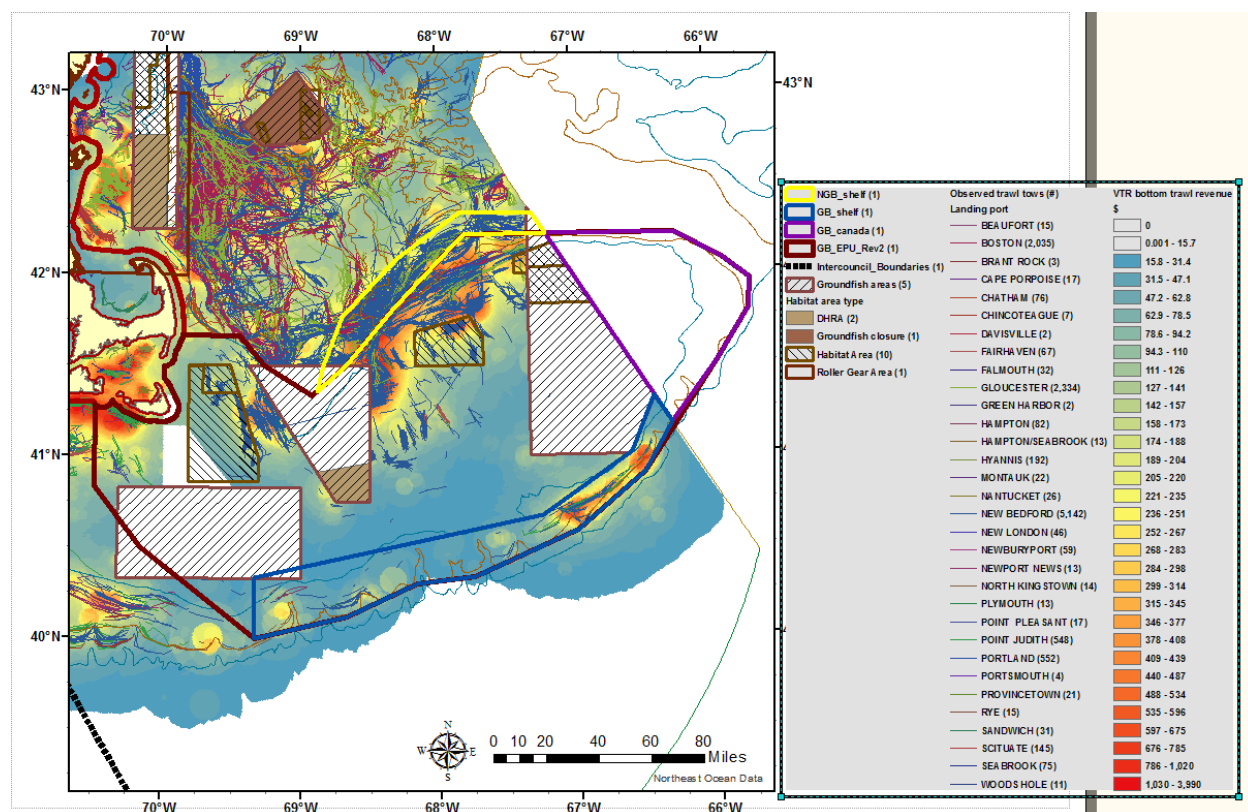 70°W 69°W 68°W 67°W 66°W
43°N 43°N
42°N
41°N
40°N
N
W E
S
0 10 20 40 60 80
Miles
Northeast Ocean Data
70°W 69°W 68°W 67°W 66°W
NGB_shelf (1)
GB_shelf (1)
GB_canada (1)
GB_EPU_Rev2 (1)
Intercouncil_Boundaries (1)
Groundfish areas (5)
Habitat area type
DHRA (2)
Groundfish closure (1)
Habitat Area (10)
Roller Gear Area (1)
Observed trawl tows (#)
Landing port
BEAUFORT (15)
BOSTON (2,035)
BRANT ROCK (3)
CAPE PORPOISE (17)
CHATHAM (76)
CHINCOTEAGUE (7)
DAVISVILLE (2)
FAIRHAVEN (67)
FALMOUTH (32)
GLOUCESTER (2,334)
GREEN HARBOR (2)
HAMPTON (82)
HAMPTON/SEABROOK (13)
HYANNIS (192)
MONTAUK (22)
NANTUCKET (26)
NEW BEDFORD (5,142)
NEW LONDON (46)
NEWBURYPORT (59)
NEWPORT NEWS (13)
NORTH KINGSTOWN (14)
PLYMOUTH (13)
POINT PLEASANT (17)
POINT JUDITH (548)
PORTLAND (552)
PORTSMOUTH (4)
PROVINCETOWN (21)
RYE (15)
SANDWICH (31)
SCITUATE (145)
SEABROOK (75)
WOODS HOLE (11)
VTR bottom trawl revenue
$
0
0.001 - 15.7
15.8 - 31.4
31.5 - 47.1
47.2 - 62.8
62.9 - 78.5
78.6 - 94.2
94.3 - 110
111 - 126
127 - 141
142 - 157
158 - 173
174 - 188
189 - 204
205 - 220
221 - 235
236 - 251
252 - 267
268 - 283
284 - 298
299 - 314
315 - 345
346 - 377
378 - 408
409 - 439
440 - 487
488 - 534
535 - 596
597 - 675
676 - 785
786 - 1,020
1,030 - 3,990